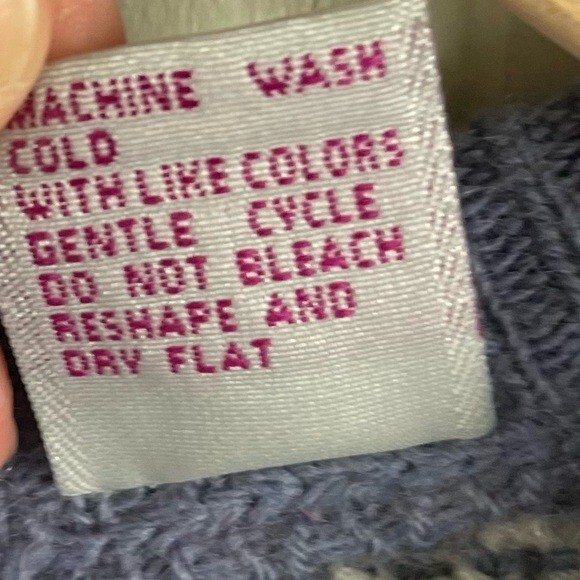 MACHINE WASH
COLD
WITH LIKE COLORS
GENTLE CYCLE
DO NOT BLEACH
RESHAPE AND
DRY FLAT